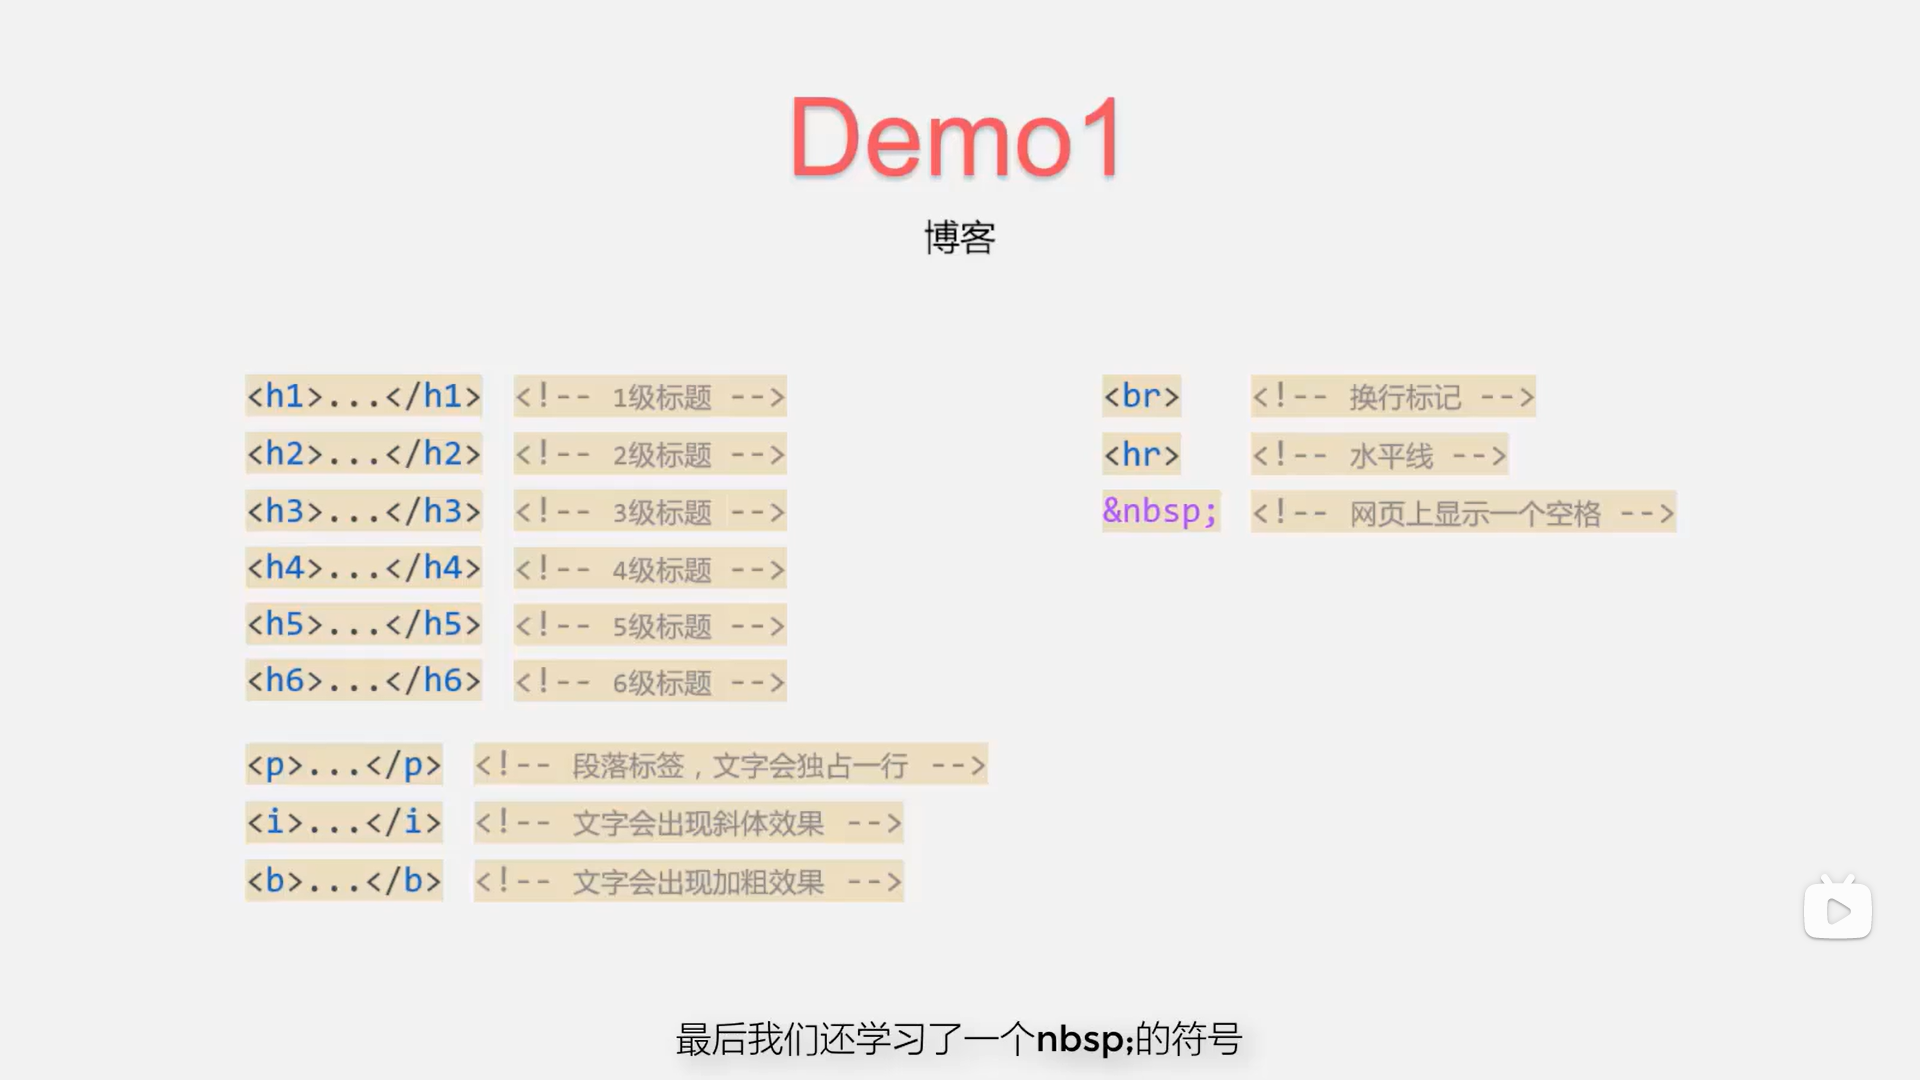 Demo1
博客
<h1>...</h1> <!-- 1级标题 -->
<h2>...</h2> <!-- 2级标题 -->
<h3>...</h3> <!-- 3级标题 -->
<h4>...</h4> <!-- 4级标题 -->
<h5>...</h5> <!-- 5级标题 -->
<h6>...</h6> <!-- 6级标题 -->
<p>...</p> <!-- 段落标签，文字会独占一行 -->
<i>...</i> <!-- 文字会出现斜体效果 -->
<b>...</b> <!-- 文字会出现加粗效果 -->
<br> <!-- 换行标记 -->
<hr> <!-- 水平线 -->
&nbsp; <!-- 网页上显示一个空格 -->
最后我们还学习了一个nbsp;的符号